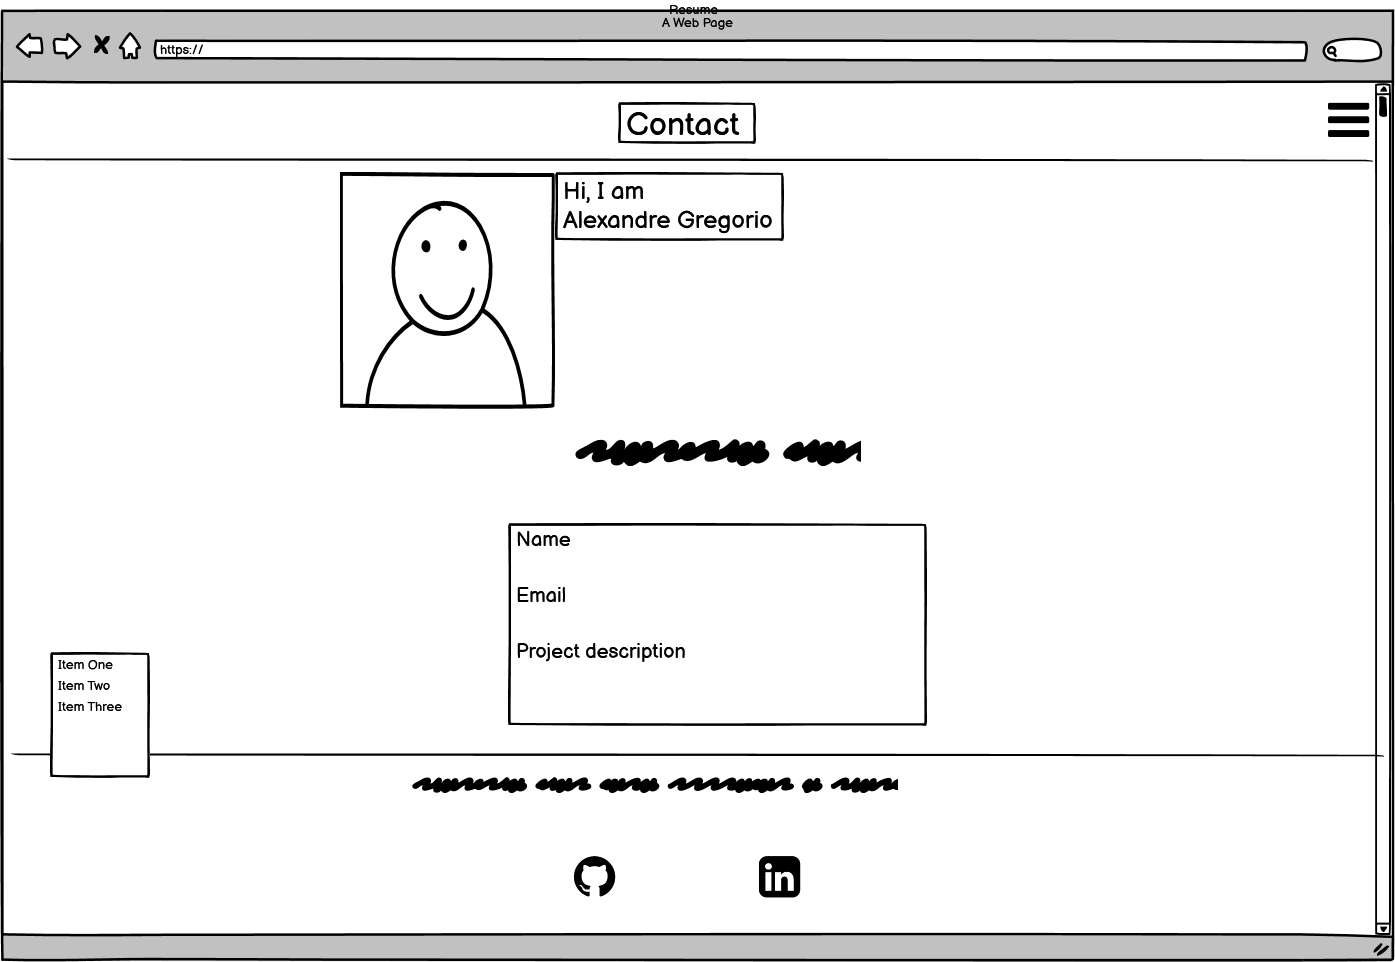 Resume
A Web Page
https://
Contact
Hi, I am
Alexandre Gregorio
Name
Email
Project description
Item One
Item Two
Item Three
in